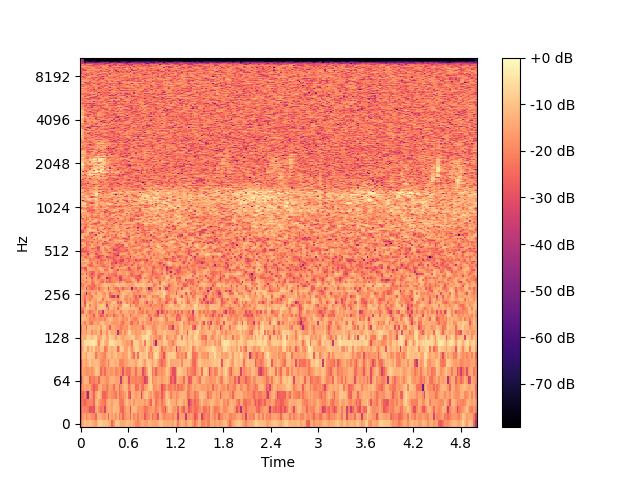 8192
4096
2048
1024
512
256
128
64
0
Hz
0 0.6 1.2 1.8 2.4 3 3.6 4.2 4.8
Time
+0 dB
-10 dB
-20 dB
-30 dB
-40 dB
-50 dB
-60 dB
-70 dB